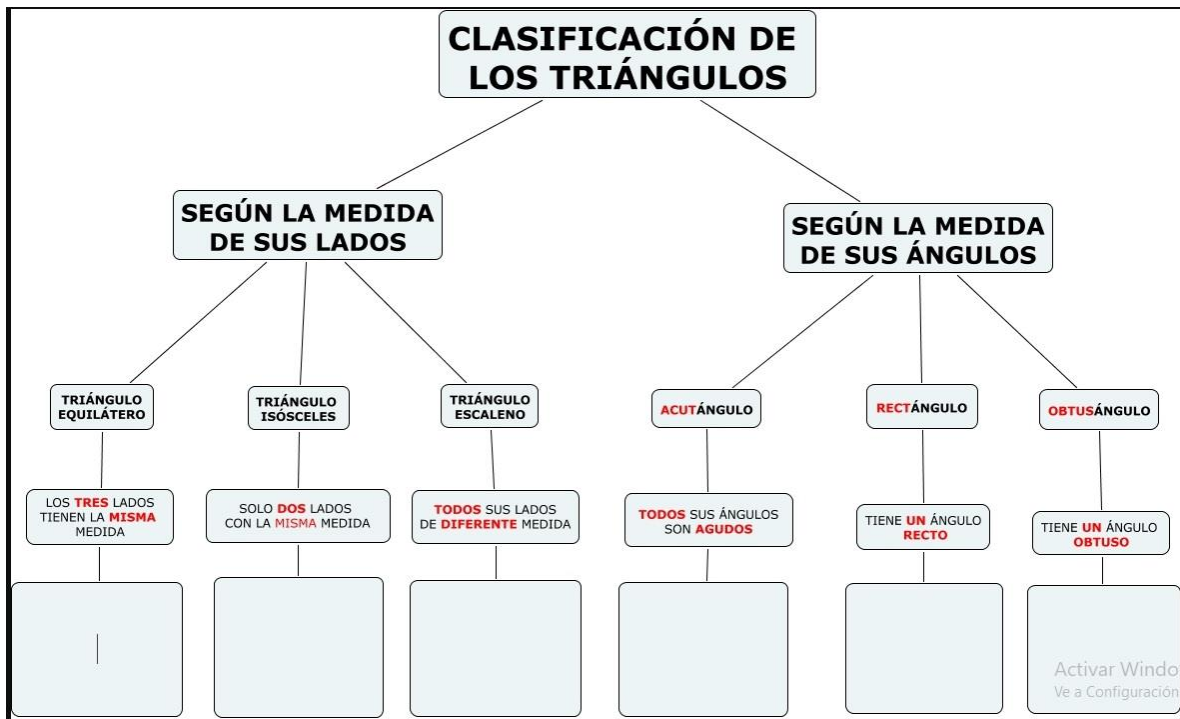 CLASIFICACIÓN DE
LOS TRIÁNGULOS
SEGÚN LA MEDIDA
DE SUS LADOS
SEGÚN LA MEDIDA
DE SUS ÁNGULOS
TRIÁNGULO
EQUILÁTERO
TRIÁNGULO
ISÓSCELES
TRIÁNGULO
ESCALENO
ACUTÁNGULO
RECTÁNGULO
OBTUSÁNGULO
LOS TRES LADOS
TIENEN LA MISMA
MEDIDA
SOLO DOS LADOS
CON LA MISMA MEDIDA
TODOS SUS LADOS
DE DIFERENTE MEDIDA
TODOS SUS ÁNGULOS
SON AGUDOS
TIENE UN ÁNGULO
RECTO
TIENE UN ÁNGULO
OBTUSO
Activar Windo
Ve a Configuración